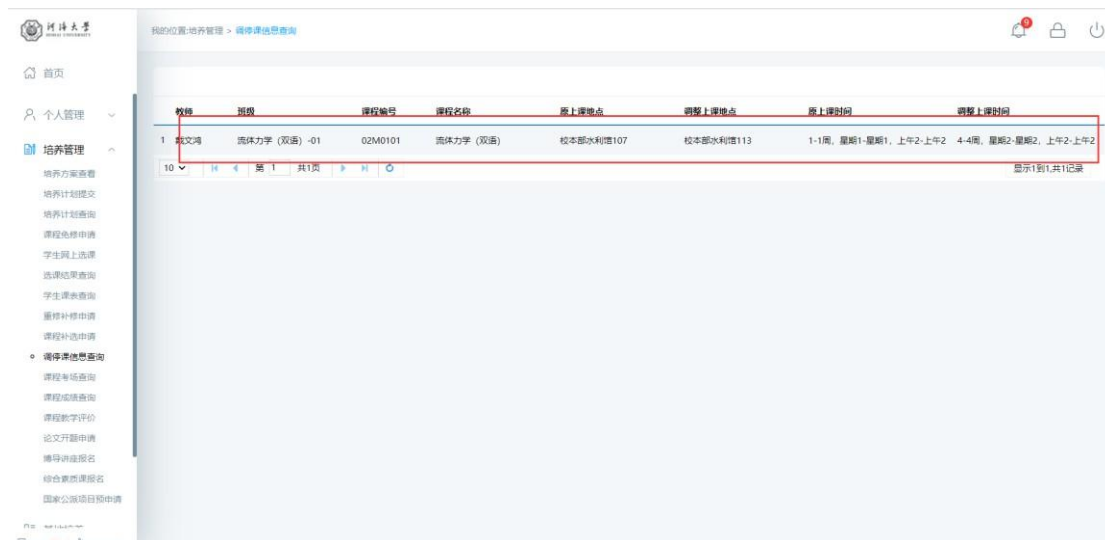 河海大学
HOHAI UNIVERSITY
我的位置:培养管理 > 调停课信息查询
9
首页
个人管理
培养管理
培养方案查看
培养计划提交
培养计划查询
课程免修申请
学生网上选课
选课结果查询
学生课表查询
重修补修申请
课程补选申请
调停课信息查询
课程考场查询
课程成绩查询
课程教学评价
论文开题申请
博导讲座报名
综合素质课报名
国家公派项目预申请
教师 班级 课程编号 课程名称 原上课地点 调整上课地点 原上课时间 调整上课时间
1 戴文鸿 流体力学（双语）-01 02M0101 流体力学（双语） 校本部水利馆107 校本部水利馆113 1-1周，星期1-星期1，上午2-上午2 4-4周，星期2-星期2，上午2-上午2
10 第 1 共1页 显示1到1,共1记录